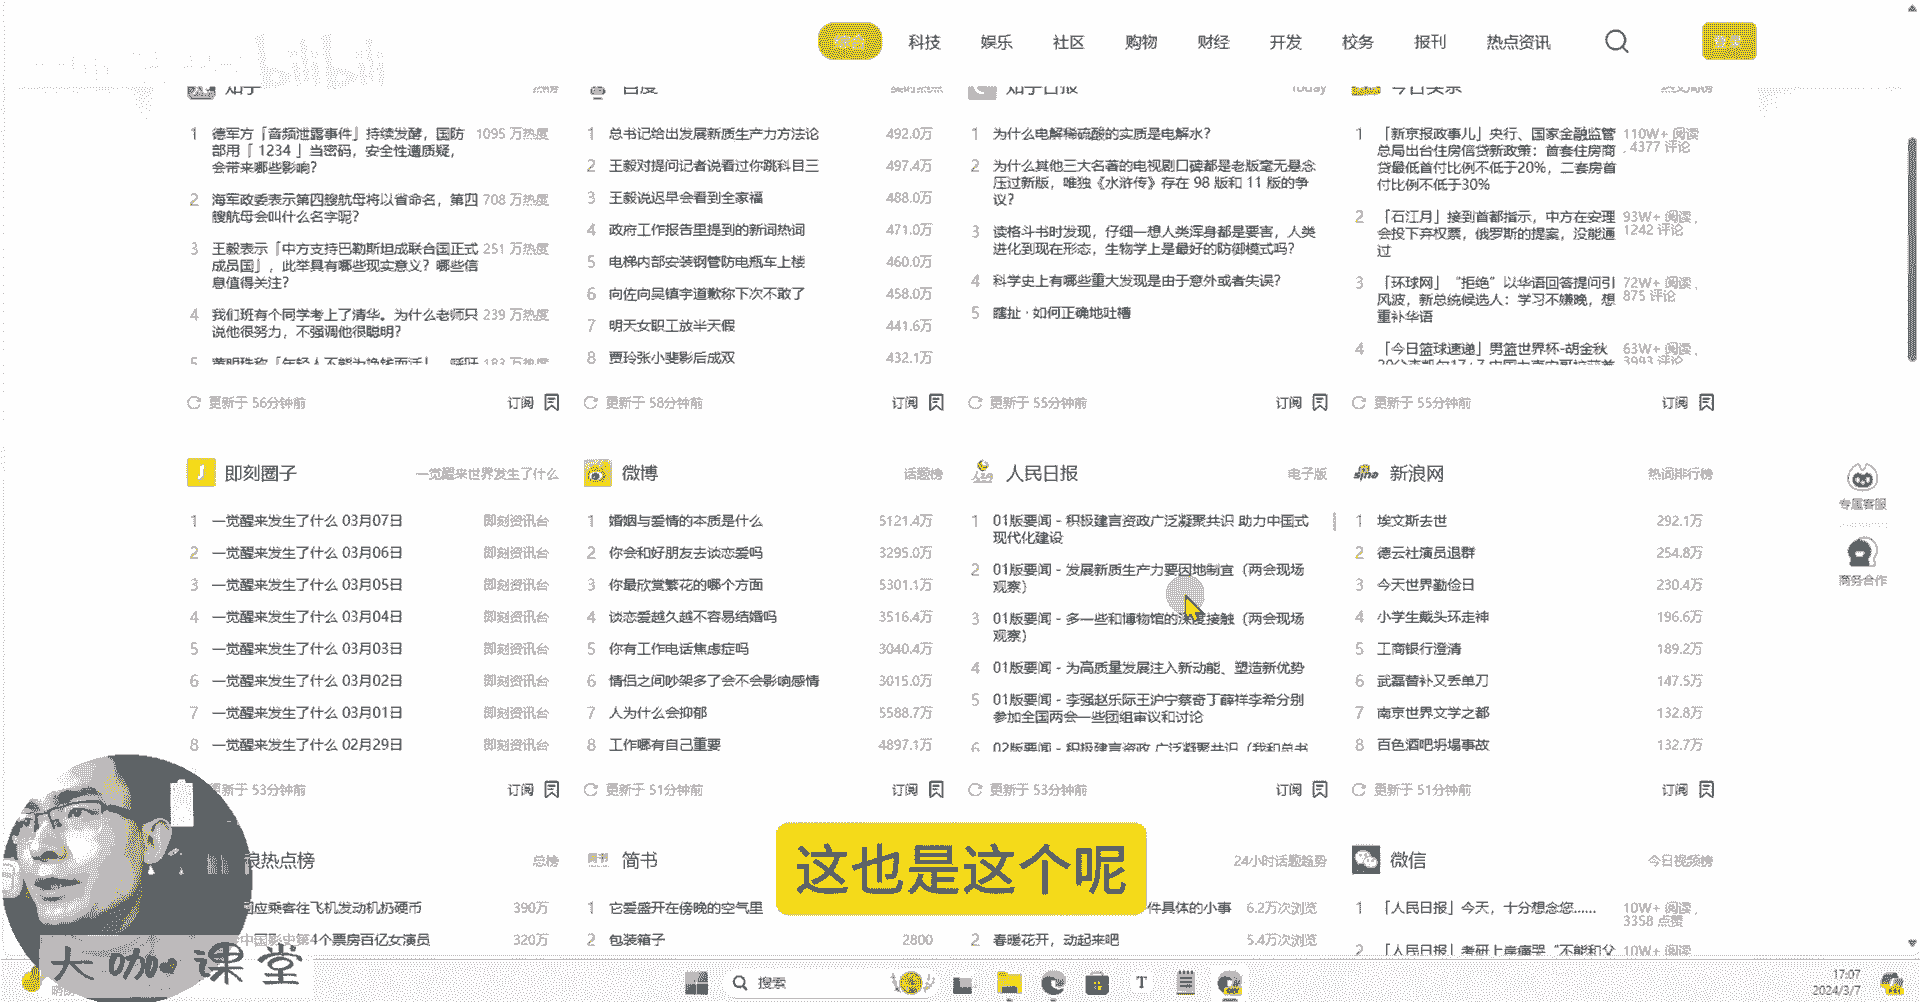 科技 娱乐 社区 购物 财经 开发 校务 报刊 热点资讯
bilibili
知乎 热榜
1 德军方「音频泄露事件」持续发酵，国防 1095 万热度
部用「 1234 」当密码，安全性遭质疑，
会带来哪些影响？
2 海军政委表示第四艘航母将以省命名，第四 708 万热度
艘航母会叫什么名字呢？
3 王毅表示「中方支持巴勒斯坦成联合国正式 251 万热度
成员国」，此举具有哪些现实意义？哪些信
息值得关注？
4 我们班有个同学考上了清华。为什么老师只 239 万热度
说他很努力，不强调他很聪明？
5 董明珠称「年轻人不能为挣钱而活」，呼吁 183 万热度
更新于 56分钟前 订阅
百度 实时热点
1 总书记给出发展新质生产力方法论 492.0万
2 王毅对提问记者说看过你跳科目三 497.4万
3 王毅说迟早会看到全家福 488.0万
4 政府工作报告里提到的新词热词 471.0万
5 电梯内部安装钢管防电瓶车上楼 460.0万
6 向佐向吴镇宇道歉称下次不敢了 458.0万
7 明天女职工放半天假 441.6万
8 贾玲张小斐影后成双 432.1万
更新于 58分钟前 订阅
知乎日报 Today
1 为什么电解稀硫酸的实质是电解水？
2 为什么其他三大名著的电视剧口碑都是老版毫无悬念
压过新版，唯独《水浒传》存在 98 版和 11 版的争
议？
3 读格斗书时发现，仔细一想人类浑身都是要害，人类
进化到现在形态，生物学上是最好的防御模式吗？
4 科学史上有哪些重大发现是由于意外或者失误？
5 瞎扯 · 如何正确地吐槽
更新于 55分钟前 订阅
今日头条 热文周榜
1 「新京报政事儿」央行、国家金融监管 110W+ 阅读
总局出台住房信贷新政策：首套住房商 , 4377 评论
贷最低首付比例不低于20%，二套房首
付比例不低于30%
2 「石江月」接到首都指示，中方在安理 93W+ 阅读 ,
会投下弃权票，俄罗斯的提案，没能通 1242 评论
过
3 「环球网」“拒绝”以华语回答提问引 72W+ 阅读 ,
风波，新总统候选人：学习不嫌晚，想 875 评论
重补华语
4 「今日篮球速递」男篮世界杯-胡金秋 63W+ 阅读 ,
3993 评论
更新于 55分钟前 订阅
即刻圈子 一觉醒来世界发生了什么
1 一觉醒来发生了什么 03月07日 即刻资讯台
2 一觉醒来发生了什么 03月06日 即刻资讯台
3 一觉醒来发生了什么 03月05日 即刻资讯台
4 一觉醒来发生了什么 03月04日 即刻资讯台
5 一觉醒来发生了什么 03月03日 即刻资讯台
6 一觉醒来发生了什么 03月02日 即刻资讯台
7 一觉醒来发生了什么 03月01日 即刻资讯台
8 一觉醒来发生了什么 02月29日 即刻资讯台
更新于 53分钟前 订阅
微博 话题榜
1 婚姻与爱情的本质是什么 5121.4万
2 你会和好朋友去谈恋爱吗 3295.0万
3 你最欣赏繁花的哪个方面 5301.1万
4 谈恋爱越久越不容易结婚吗 3516.4万
5 你有工作电话焦虑症吗 3040.4万
6 情侣之间吵架多了会不会影响感情 3015.0万
7 人为什么会抑郁 5588.7万
8 工作哪有自己重要 4897.1万
更新于 51分钟前 订阅
人民日报 电子版
1 01版要闻 - 积极建言资政广泛凝聚共识 助力中国式
现代化建设
2 01版要闻 - 发展新质生产力要因地制宜（两会现场
观察）
3 01版要闻 - 多一些和博物馆的深度接触（两会现场
观察）
4 01版要闻 - 为高质量发展注入新动能、塑造新优势
5 01版要闻 - 李强赵乐际王沪宁蔡奇丁薛祥李希分别
参加全国两会一些团组审议和讨论
6 02版要闻 - 积极建言资政 广泛凝聚共识（我和总书
更新于 53分钟前 订阅
sina 新浪网 热词排行榜
1 埃文斯去世 292.1万
2 德云社演员退群 254.8万
3 今天世界勤俭日 230.4万
4 小学生戴头环走神 196.6万
5 工商银行澄清 189.2万
6 武磊替补又丢单刀 147.5万
7 南京世界文学之都 132.8万
8 百色酒吧坍塌事故 132.7万
更新于 51分钟前 订阅
专属客服
商务合作
浪热点榜 总榜
回应乘客往飞机发动机扔硬币 390万
中国影史第4个票房百亿女演员 320万
简书
1 它爱盛开在傍晚的空气里
2 包装箱子 2800
24小时话题趋势
件具体的小事 6.2万次浏览
2 春暖花开，动起来吧 5.4万次浏览
微信 今日视频榜
1 「人民日报」今天，十分想念您…… 10W+ 阅读 ,
3358 点赞
2 「人民日报」考研上岸痛哭 “不能和父 10W+ 阅读
这也是这个呢
大咖课堂
搜索
17:07
2024/3/7